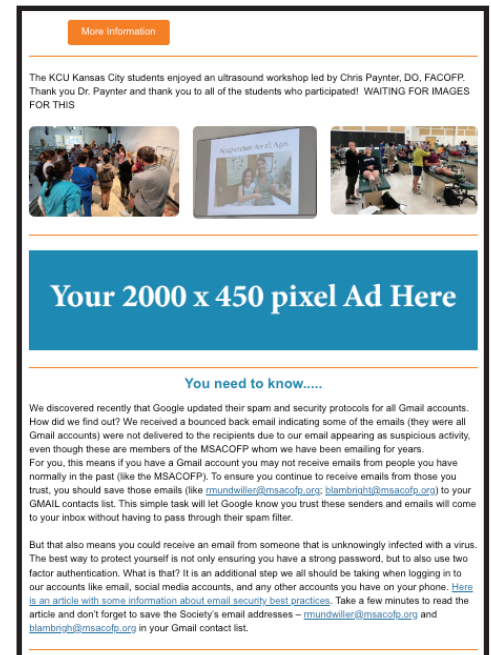 More Information
The KCU Kansas City students enjoyed an ultrasound workshop led by Chris Paynter, DO, FACOFP.
Thank you Dr. Paynter and thank you to all of the students who participated!  WAITING FOR IMAGES
FOR THIS
Acupuncture for all Ages
Your 2000 x 450 pixel Ad Here
You need to know.....
We discovered recently that Google updated their spam and security protocols for all Gmail accounts.
How did we find out? We received a bounced back email indicating some of the emails (they were all
Gmail accounts) were not delivered to the recipients due to our email appearing as suspicious activity,
even though these are members of the MSACOFP whom we have been emailing for years.
For you, this means if you have a Gmail account you may not receive emails from people you have
normally in the past (like the MSACOFP). To ensure you continue to receive emails from those you
trust, you should save those emails (like rmundwiller@msacofp.org; blambright@msacofp.org) to your
GMAIL contacts list. This simple task will let Google know you trust these senders and emails will come
to your inbox without having to pass through their spam filter.
But that also means you could receive an email from someone that is unknowingly infected with a virus.
The best way to protect yourself is not only ensuring you have a strong password, but to also use two
factor authentication. What is that? It is an additional step we all should be taking when logging in to
our accounts like email, social media accounts, and any other accounts you have on your phone. Here
is an article with some information about email security best practices. Take a few minutes to read the
article and don't forget to save the Society's email addresses – rmundwiller@msacofp.org and
blambrigh@msacofp.org in your Gmail contact list.